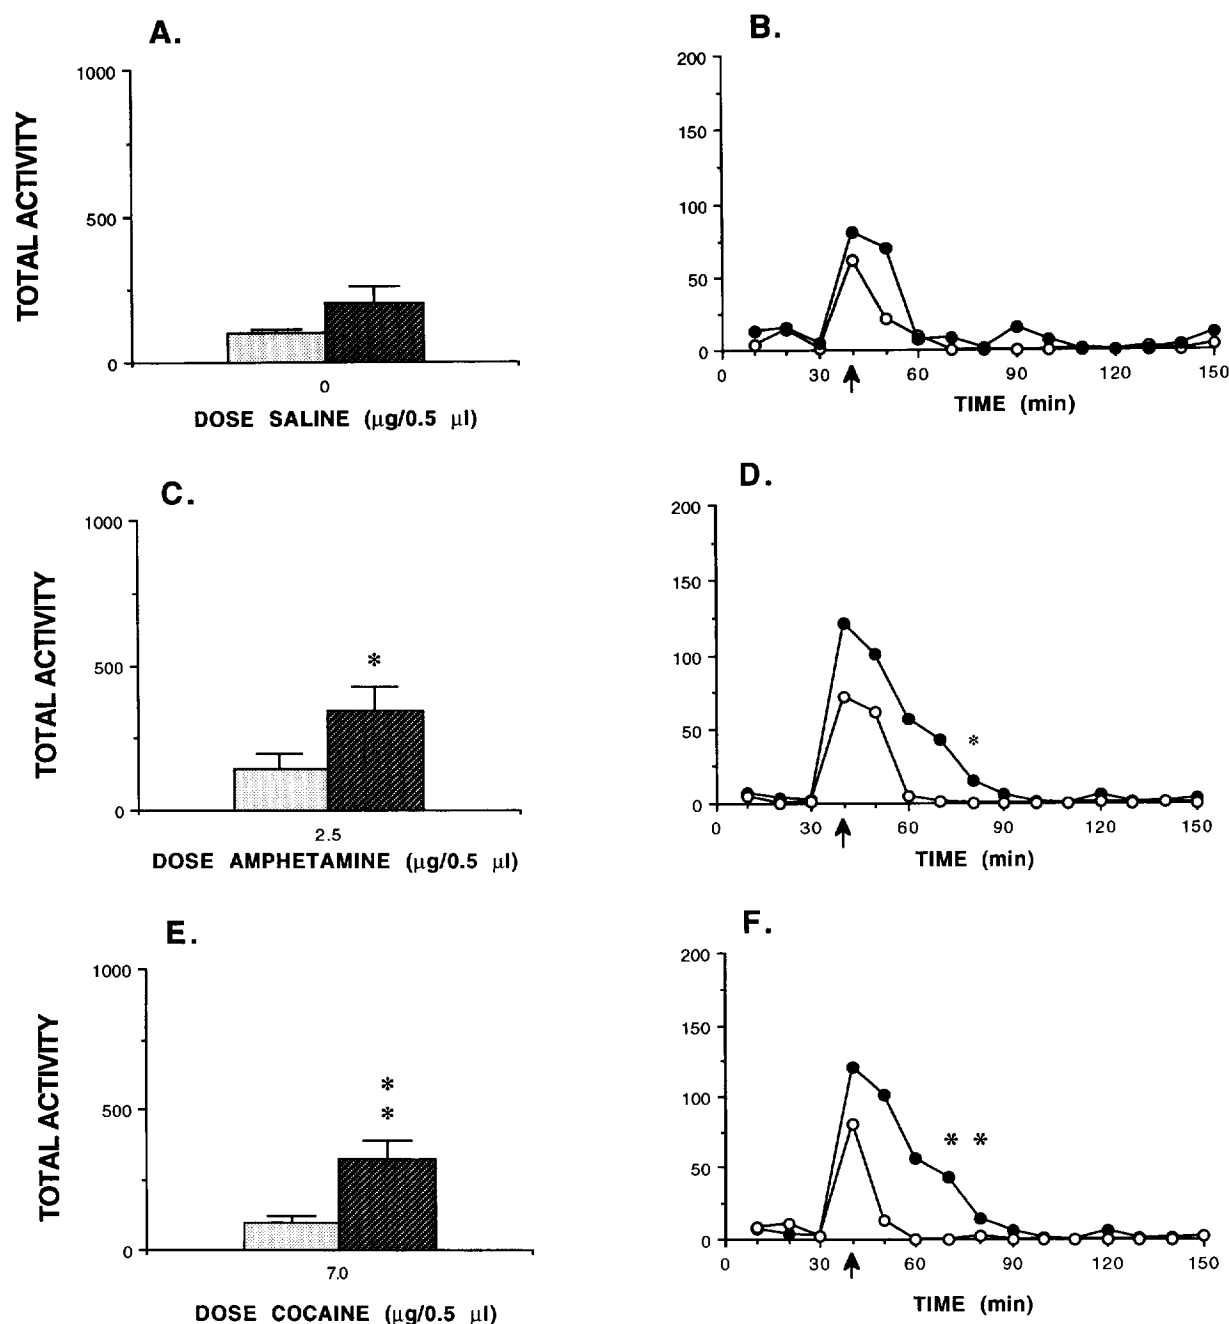 A.
TOTAL ACTIVITY
1000
500
0
0
DOSE SALINE (µg/0.5 µl)
B.
200
150
100
50
0
0 30 60 90 120 150
TIME (min)
C.
TOTAL ACTIVITY
1000
500
0
*
2.5
DOSE AMPHETAMINE (µg/0.5 µl)
D.
200
150
100
50
0
*
0 30 60 90 120 150
TIME (min)
E.
TOTAL ACTIVITY
1000
500
0
*
*
7.0
DOSE COCAINE (µg/0.5 µl)
F.
200
150
100
50
0
* *
0 30 60 90 120 150
TIME (min)